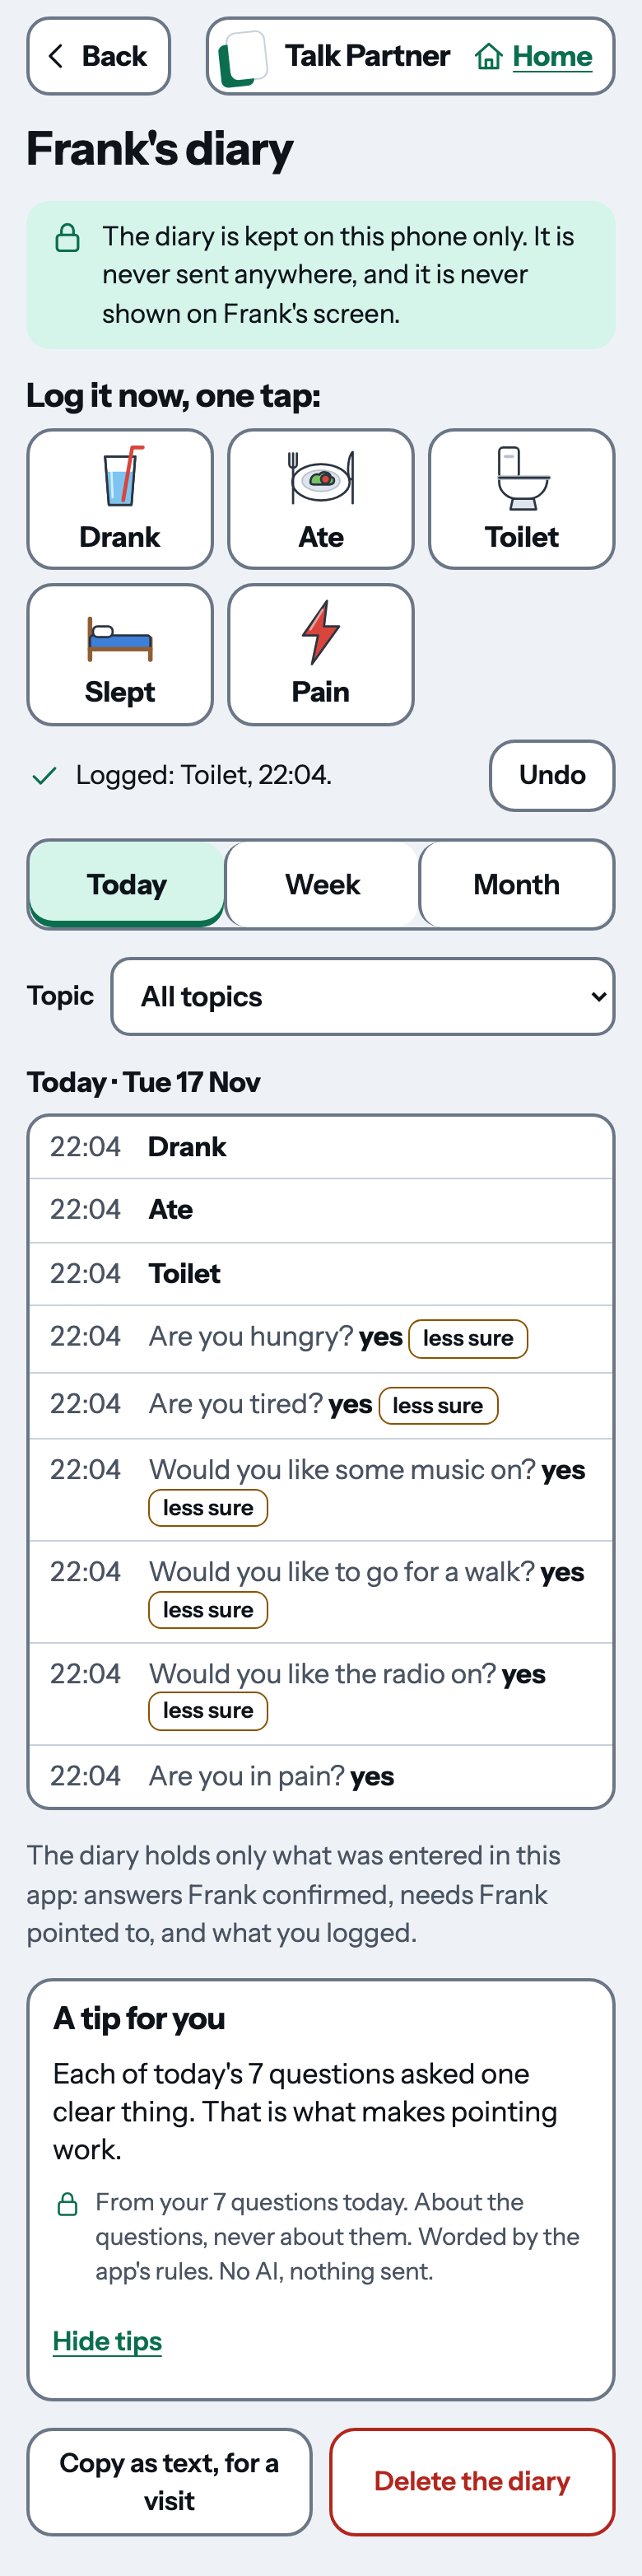 Back
Talk Partner
Home
Frank's diary
The diary is kept on this phone only. It is
never sent anywhere, and it is never
shown on Frank's screen.
Log it now, one tap:
Drank
Ate
Toilet
Slept
Pain
Logged: Toilet, 22:04.
Undo
Today
Week
Month
Topic
All topics
Today · Tue 17 Nov
22:04 Drank
22:04 Ate
22:04 Toilet
22:04 Are you hungry? yes less sure
22:04 Are you tired? yes less sure
22:04 Would you like some music on? yes
less sure
22:04 Would you like to go for a walk? yes
less sure
22:04 Would you like the radio on? yes
less sure
22:04 Are you in pain? yes
The diary holds only what was entered in this
app: answers Frank confirmed, needs Frank
pointed to, and what you logged.
A tip for you
Each of today's 7 questions asked one
clear thing. That is what makes pointing
work.
From your 7 questions today. About the
questions, never about them. Worded by the
app's rules. No AI, nothing sent.
Hide tips
Copy as text, for a
visit
Delete the diary